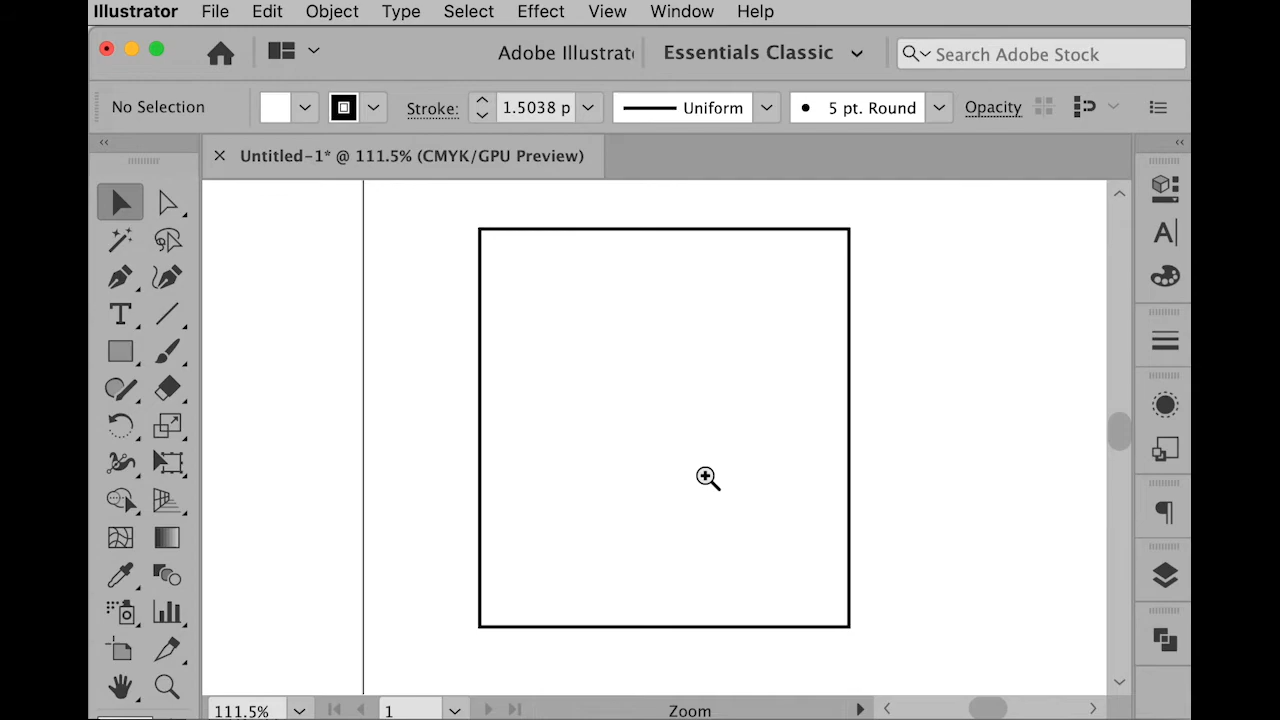 Illustrator File Edit Object Type Select Effect View Window Help
Adobe Illustrat Essentials Classic Search Adobe Stock
No Selection Stroke: 1.5038 p Uniform 5 pt. Round Opacity
Untitled-1* @ 111.5% (CMYK/GPU Preview)
111.5% 1 Zoom